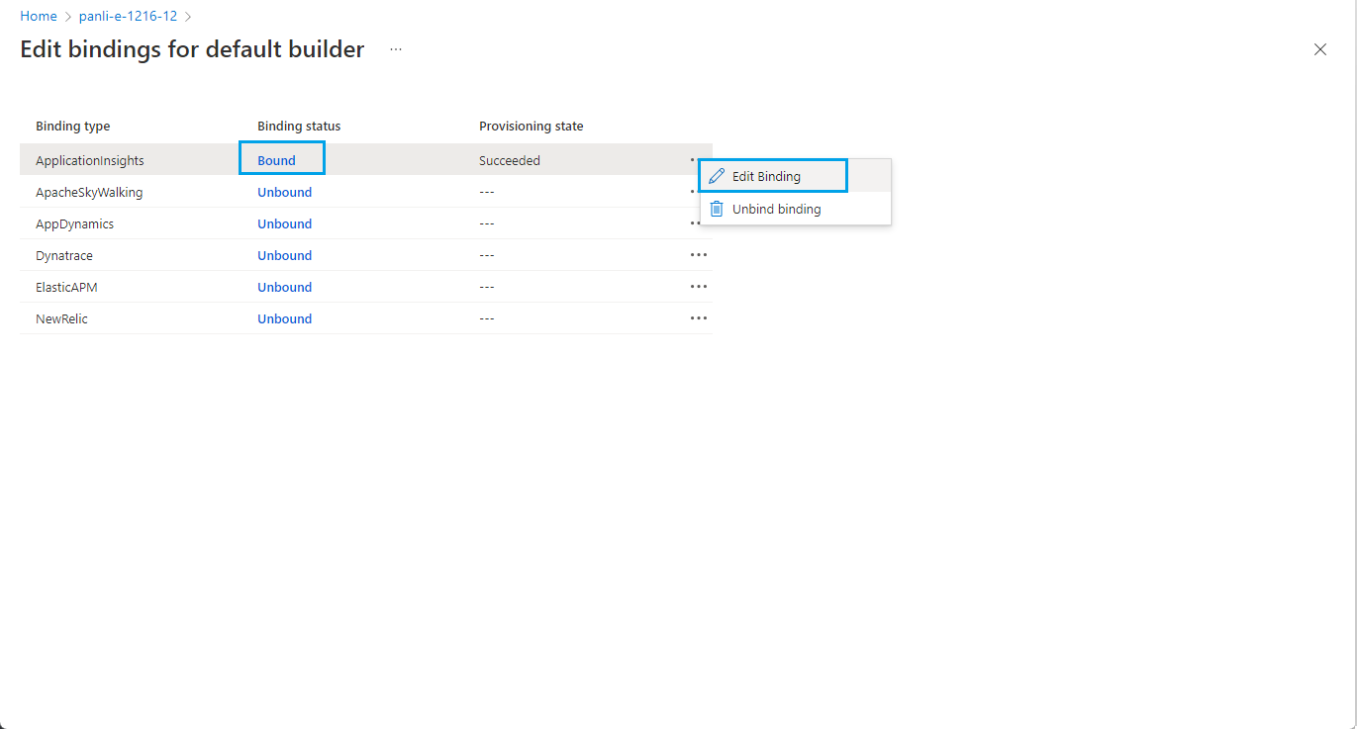 Home > panli-e-1216-12 >
Edit bindings for default builder ...
Binding type Binding status Provisioning state
ApplicationInsights Bound Succeeded
Edit Binding
ApacheSkyWalking Unbound ---
Unbind binding
AppDynamics Unbound ---
Dynatrace Unbound --- •••
ElasticAPM Unbound --- •••
NewRelic Unbound --- •••